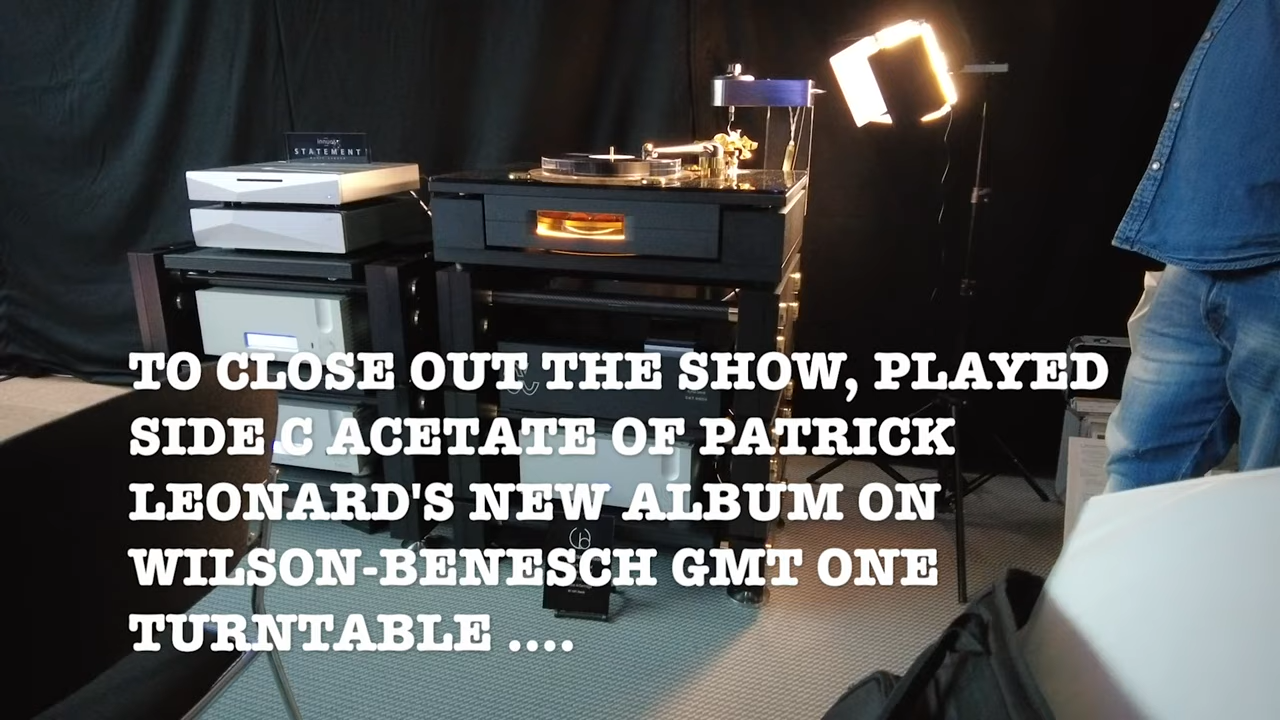 STATEMENT
TO CLOSE OUT THE SHOW, PLAYED
SIDE C ACETATE OF PATRICK
LEONARD'S NEW ALBUM ON
WILSON-BENESCH GMT ONE
TURNTABLE ....